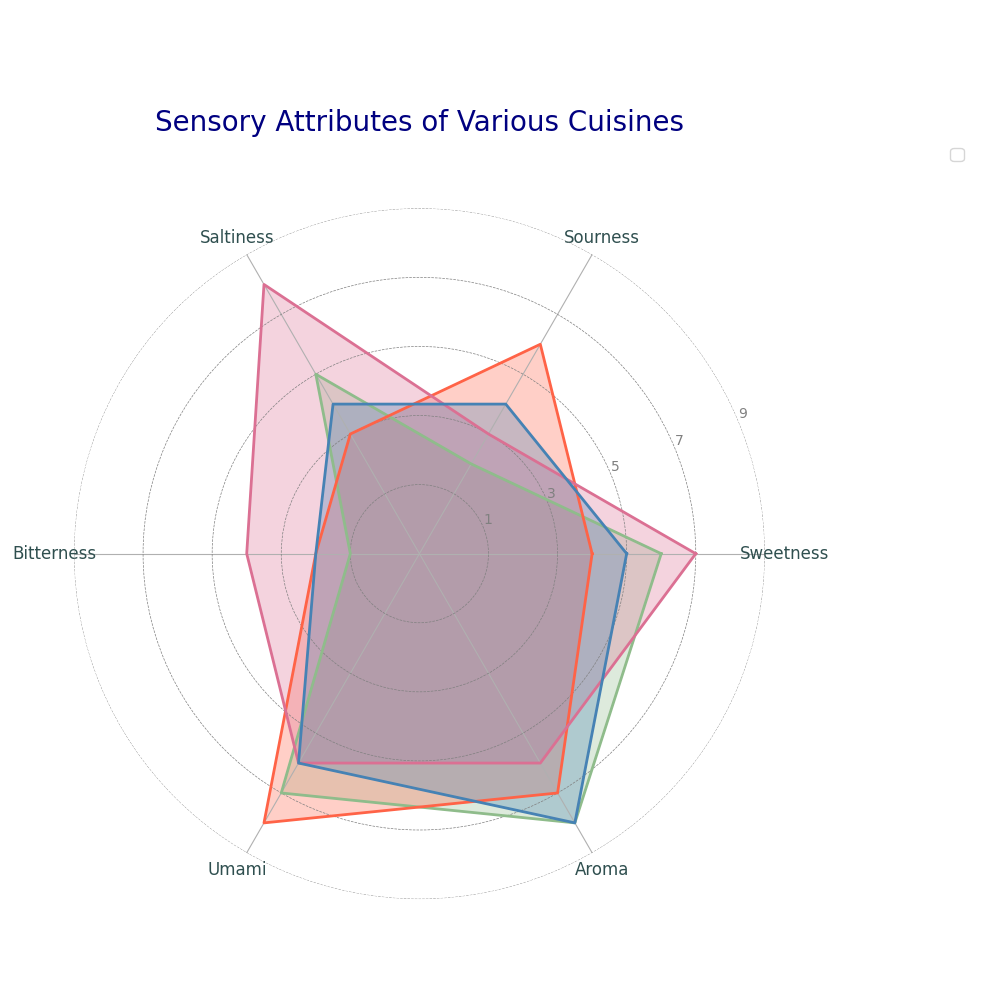 Sensory Attributes of Various Cuisines
Saltiness
Sourness
9
7
5
3
1
Bitterness
Sweetness
Umami
Aroma